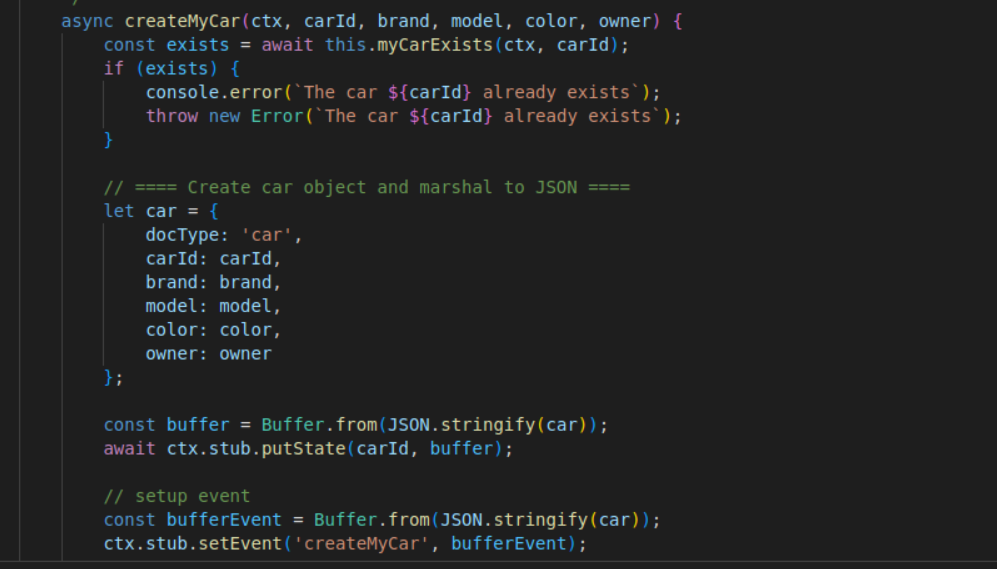 async createMyCar(ctx, carId, brand, model, color, owner) {
const exists = await this.myCarExists(ctx, carId);
if (exists) {
console.error(`The car ${carId} already exists`);
throw new Error(`The car ${carId} already exists`);
}
// ==== Create car object and marshal to JSON ====
let car = {
docType: 'car',
carId: carId,
brand: brand,
model: model,
color: color,
owner: owner
};
const buffer = Buffer.from(JSON.stringify(car));
await ctx.stub.putState(carId, buffer);
// setup event
const bufferEvent = Buffer.from(JSON.stringify(car));
ctx.stub.setEvent('createMyCar', bufferEvent);